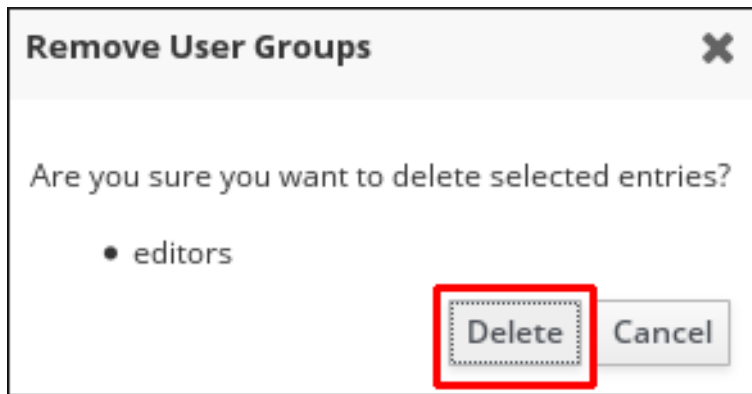 Remove User Groups
Are you sure you want to delete selected entries?
• editors
Delete Cancel